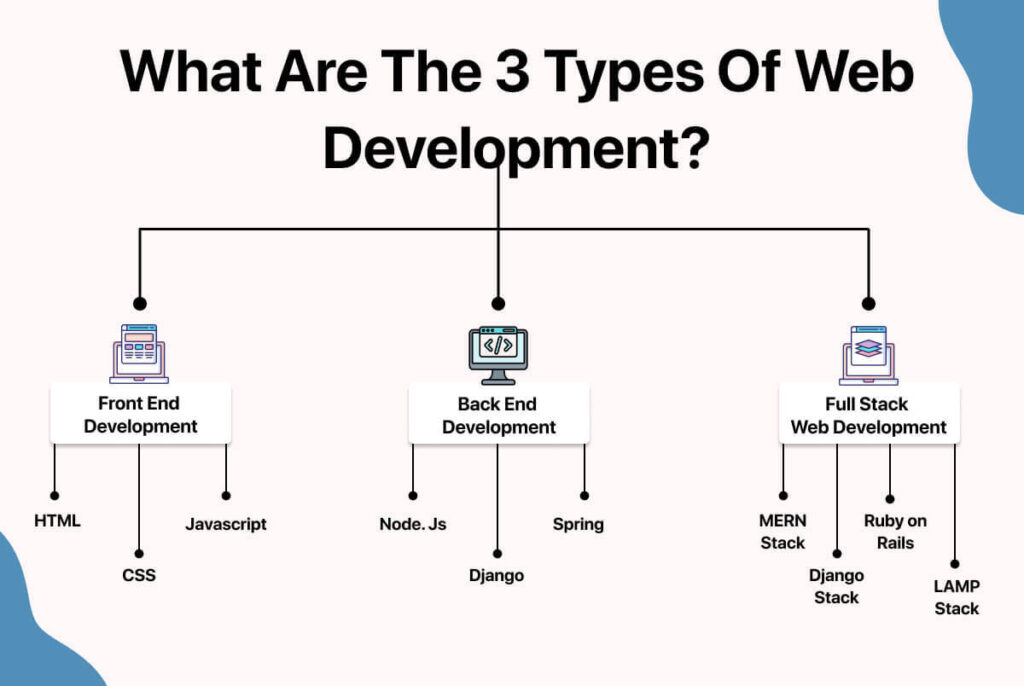 What Are The 3 Types Of Web
Development?
Front End
Development
HTML
CSS
Javascript
Back End
Development
Node. Js
Django
Spring
Full Stack
Web Development
MERN
Stack
Django
Stack
Ruby on
Rails
LAMP
Stack